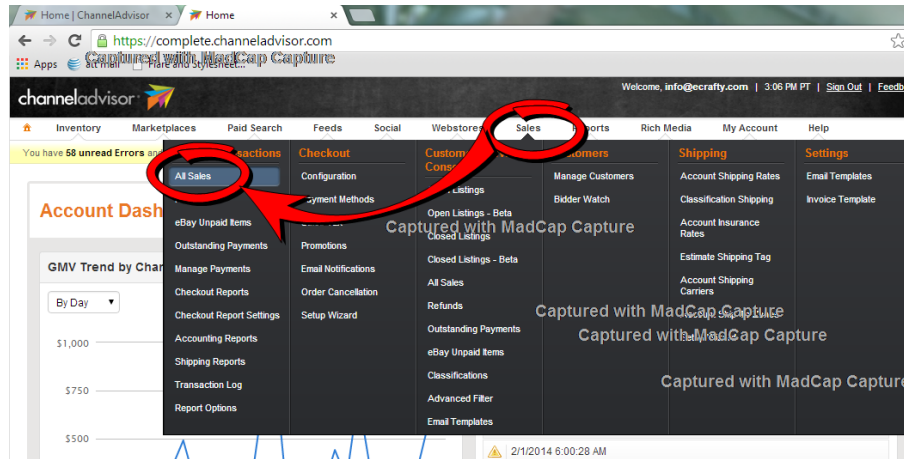 Home | ChannelAdvisor
Home
https://complete.channeladvisor.com
Apps
att mail
Flare and Stylesheet...
Captured with MadCap Capture
channeladvisor
Welcome, info@ecrafty.com | 3:06 PM PT | Sign Out | Feedb
Inventory Marketplaces Paid Search Feeds Social Webstores Sales Reports Rich Media My Account Help
You have 58 unread Errors and
Account Dash
GMV Trend by Char
By Day
$1,000
$750
$500
All Sales
eBay Unpaid Items
Outstanding Payments
Manage Payments
Checkout Reports
Checkout Report Settings
Accounting Reports
Shipping Reports
Transaction Log
Report Options
Checkout
Configuration
Payment Methods
Promotions
Email Notifications
Order Cancellation
Setup Wizard
Open Listings - Beta
Closed Listings
Closed Listings - Beta
All Sales
Refunds
Outstanding Payments
eBay Unpaid Items
Classifications
Advanced Filter
Email Templates
Manage Customers
Bidder Watch
Shipping
Account Shipping Rates
Classification Shipping
Account Insurance
Rates
Estimate Shipping Tag
Account Shipping
Carriers
Settings
Email Templates
Invoice Template
Captured with MadCap Capture
Captured with MadCap Capture
Captured with MadCap Capture
Captured with MadCap Capture
2/1/2014 6:00:28 AM